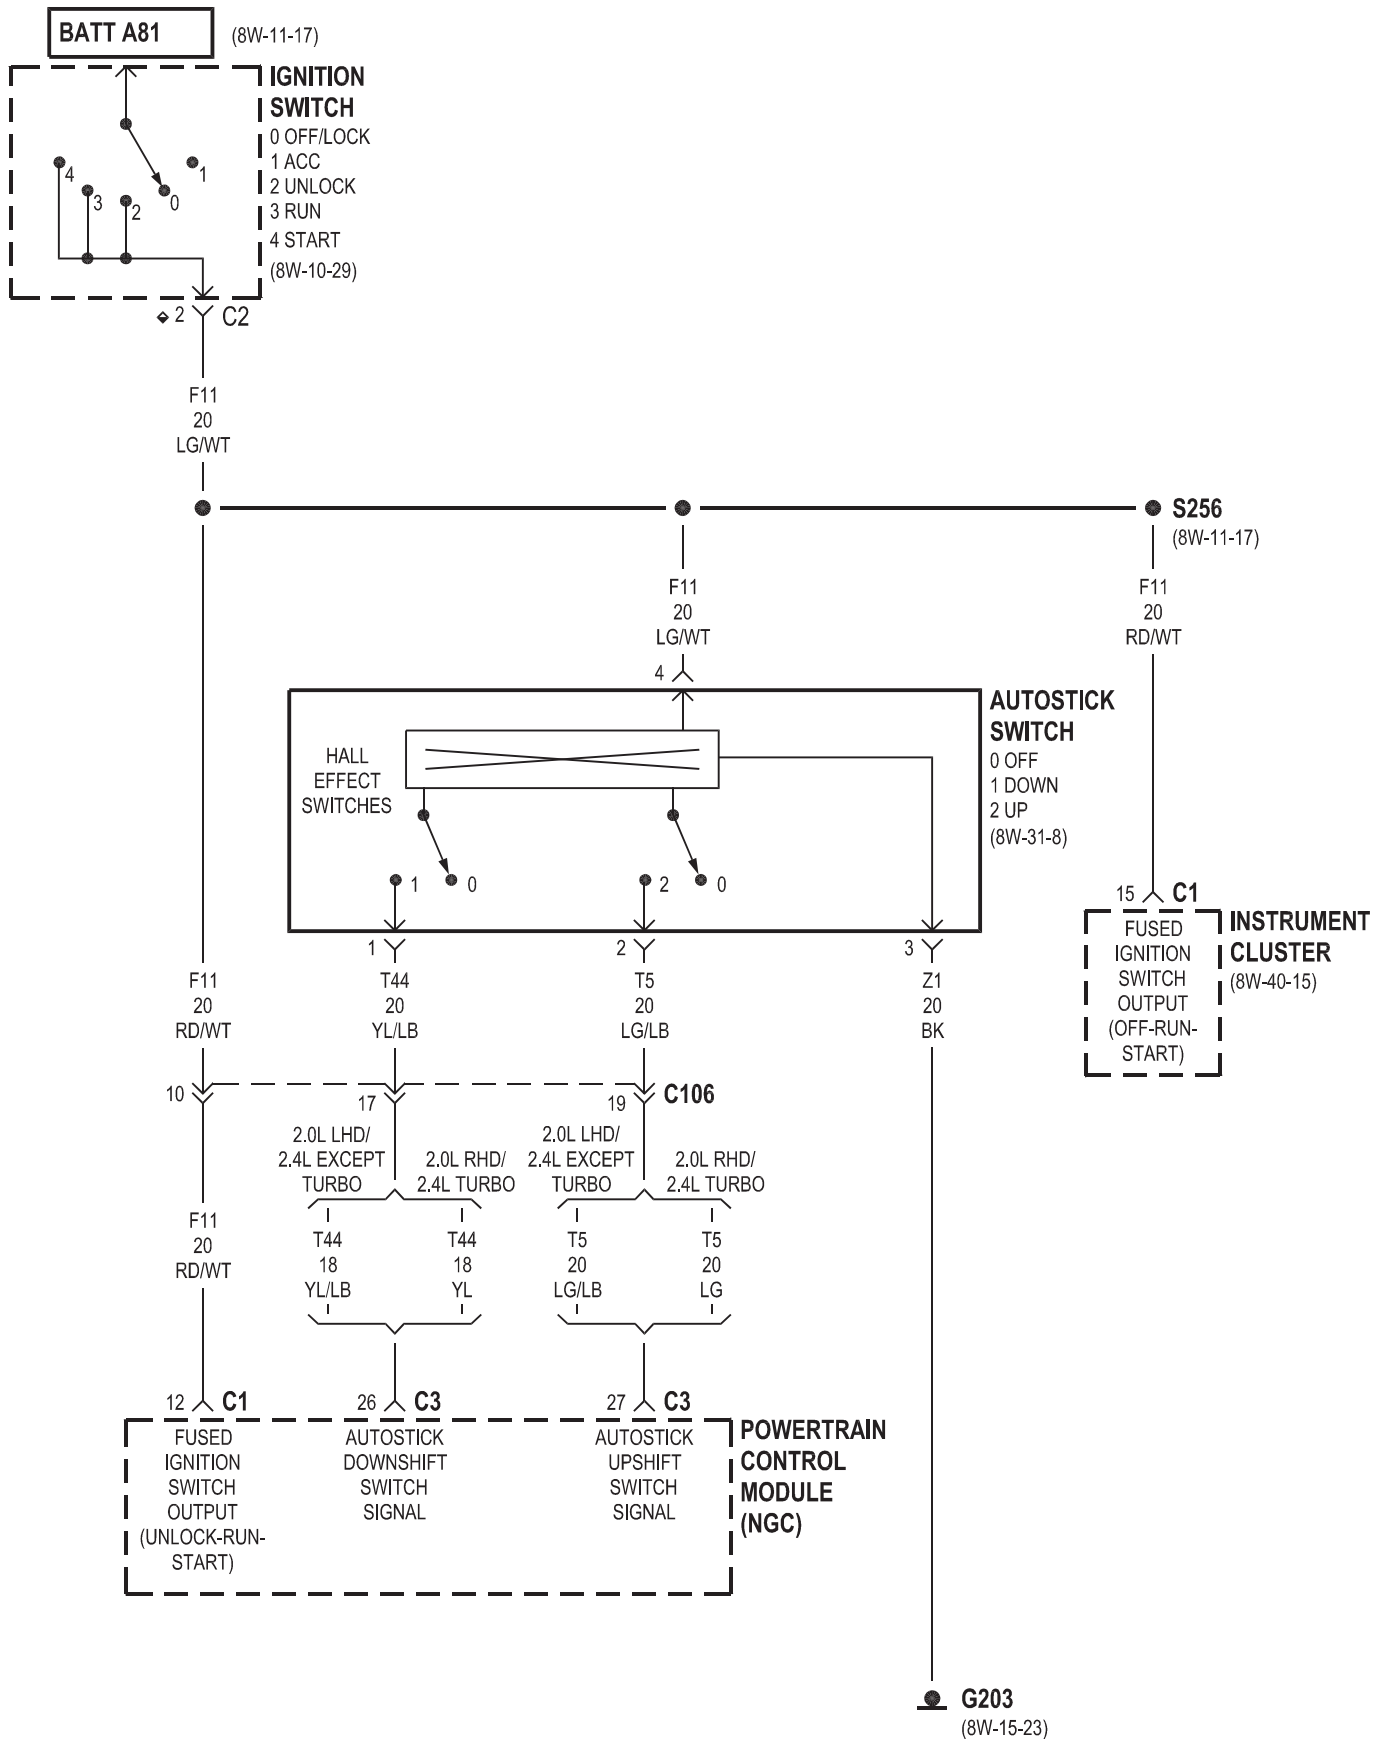 BATT A81
(8W-11-17)
IGNITION
SWITCH
0 OFF/LOCK
1 ACC
2 UNLOCK
3 RUN
4 START
(8W-10-29)
4
3
2
0
1
2
C2
F11
20
LG/WT
S256
(8W-11-17)
F11
20
LG/WT
4
F11
20
RD/WT
AUTOSTICK
SWITCH
0 OFF
1 DOWN
2 UP
(8W-31-8)
HALL
EFFECT
SWITCHES
1
0
2
0
15
C1
FUSED
IGNITION
SWITCH
OUTPUT
(OFF-RUN-
START)
INSTRUMENT
CLUSTER
(8W-40-15)
1
2
3
F11
20
RD/WT
T44
20
YL/LB
T5
20
LG/LB
Z1
20
BK
10
17
19
C106
2.0L LHD/
2.4L EXCEPT
TURBO
2.0L RHD/
2.4L TURBO
2.0L LHD/
2.4L EXCEPT
TURBO
2.0L RHD/
2.4L TURBO
F11
20
RD/WT
T44
18
YL/LB
T44
18
YL
T5
20
LG/LB
T5
20
LG
12
C1
26
C3
27
C3
FUSED
IGNITION
SWITCH
OUTPUT
(UNLOCK-RUN-
START)
AUTOSTICK
DOWNSHIFT
SWITCH
SIGNAL
AUTOSTICK
UPSHIFT
SWITCH
SIGNAL
POWERTRAIN
CONTROL
MODULE
(NGC)
G203
(8W-15-23)